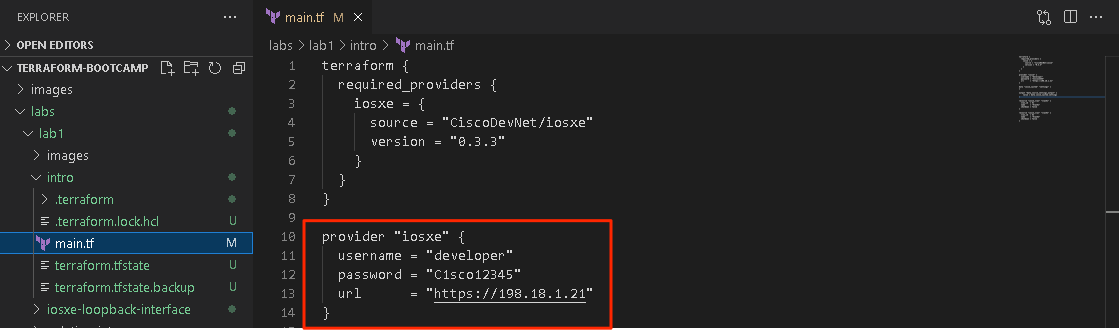 EXPLORER
OPEN EDITORS
TERRAFORM-BOOTCAMP
images
labs
lab1
images
intro
.terraform
.terraform.lock.hcl U
main.tf M
terraform.tfstate U
terraform.tfstate.backup U
iosxe-loopback-interface
main.tf M
labs > lab1 > intro > main.tf
1 terraform {
2 required_providers {
3 iosxe = {
4 source = "CiscoDevNet/iosxe"
5 version = "0.3.3"
6 }
7 }
8 }
9
10 provider "iosxe" {
11 username = "developer"
12 password = "C1sco12345"
13 url = "https://198.18.1.21"
14 }